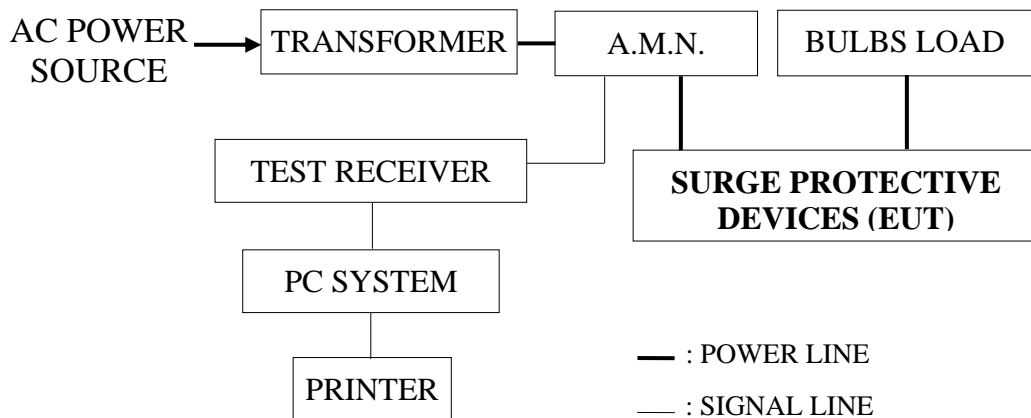 AC POWER
SOURCE
TRANSFORMER
A.M.N.
BULBS LOAD
TEST RECEIVER
SURGE PROTECTIVE
DEVICES (EUT)
PC SYSTEM
PRINTER
: POWER LINE
: SIGNAL LINE